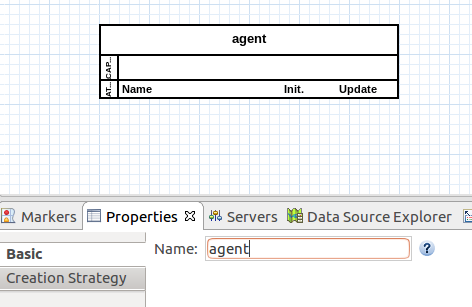 agent
CAP...
AT...
Name Init. Update
Markers Properties Servers Data Source Explorer
Basic
Name: agent
Creation Strategy